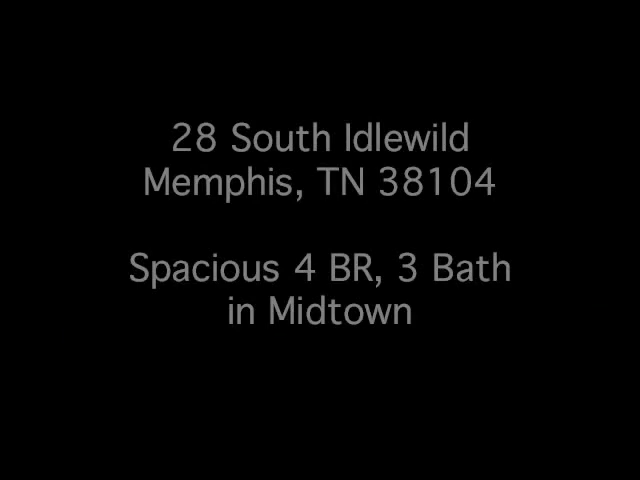 28 South Idlewild
Memphis, TN 38104
Spacious 4 BR, 3 Bath
in Midtown